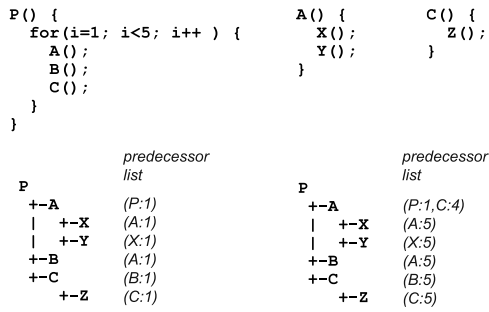 P() {
for(i=1; i<5; i++ ) {
A();
B();
C();
}
}
A() {
X();
Y();
}
C() {
Z();
}
predecessor
list
P
+-A (P:1)
| +-X (A:1)
| +-Y (X:1)
+-B (A:1)
+-C (B:1)
+-Z (C:1)
predecessor
list
P
+-A (P:1,C:4)
| +-X (A:5)
| +-Y (X:5)
+-B (A:5)
+-C (B:5)
+-Z (C:5)